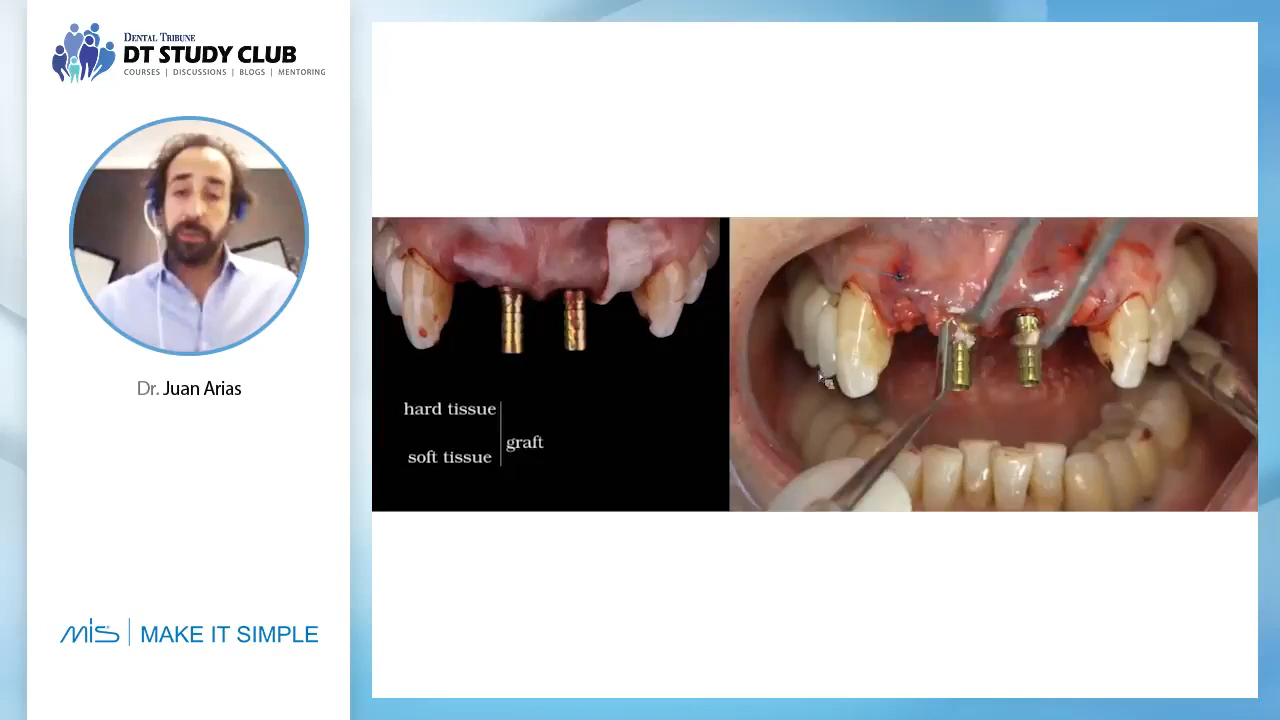 DENTAL TRIBUNE
DT STUDY CLUB
COURSES | DISCUSSIONS | BLOGS | MENTORING
Dr. Juan Arias
hard tissue
graft
soft tissue
mis | MAKE IT SIMPLE